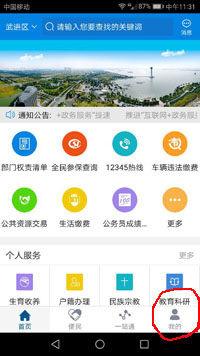 中国移动 87% 中午11:31
武进区 请输入您要查找的关键词 消息
通知公告 +政务服务"提速 推进"互联网+政务服
部门权责清单 全民参保查询 12345热线 车辆违法缴费
公共资源交易 生活缴费 公务员成绩... 更多
个人服务 更多
生育收养 户籍办理 民族宗教 教育科研
首页 便民 一站通 我的